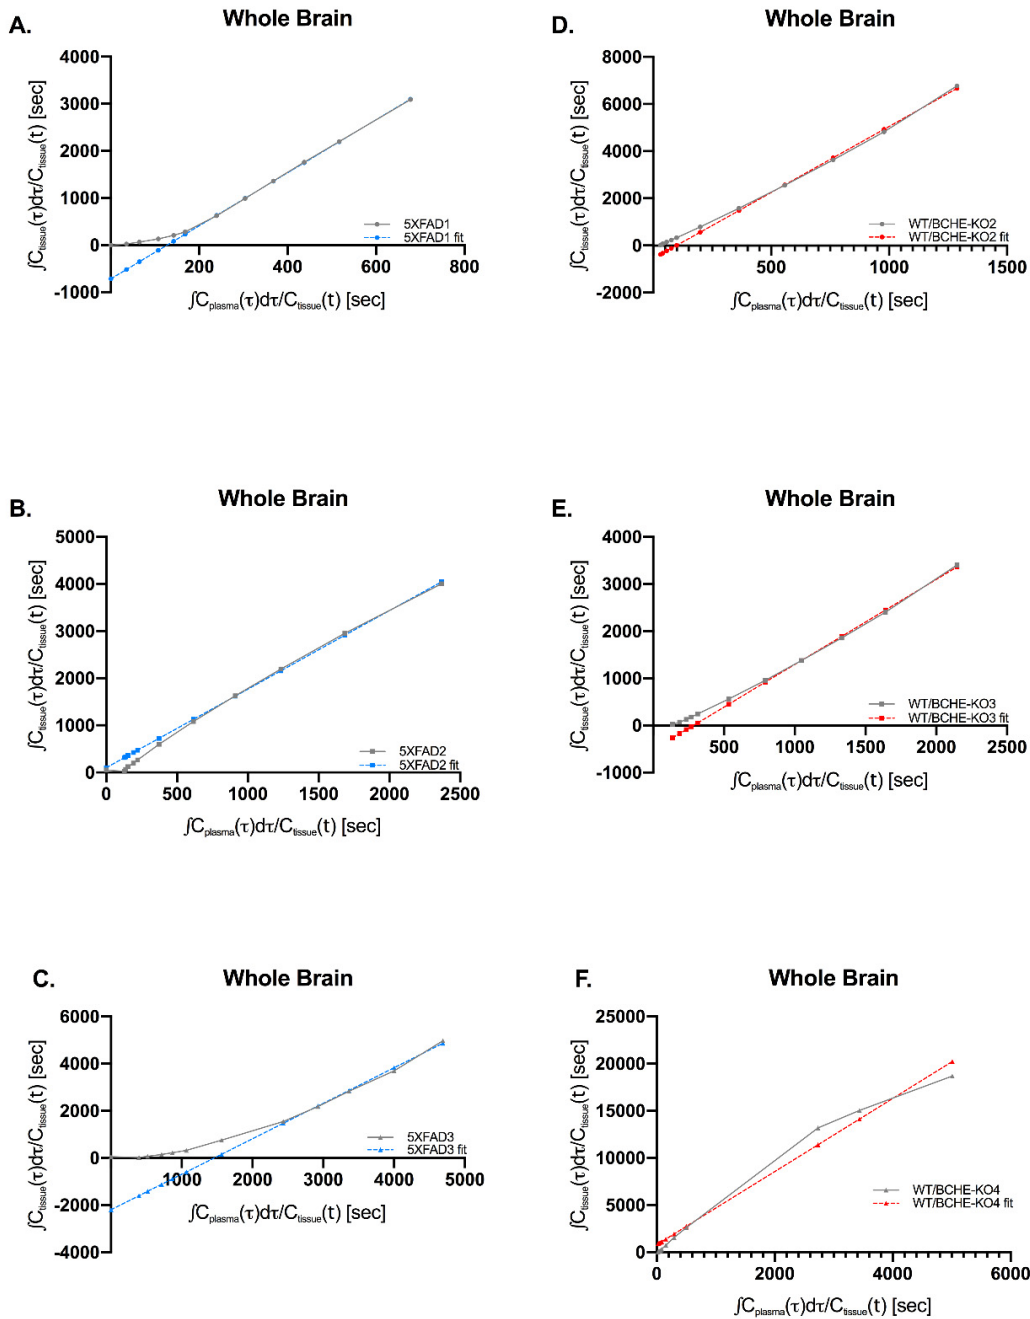 A.
Whole Brain
∫C_tissue(τ)dτ/C_tissue(t) [sec]
4000
3000
2000
1000
0
-1000
200
400
600
800
5XFAD1
5XFAD1 fit
∫C_plasma(τ)dτ/C_tissue(t) [sec]
D.
Whole Brain
∫C_tissue(τ)dτ/C_tissue(t) [sec]
8000
6000
4000
2000
0
-2000
500
1000
1500
WT/BCHE-KO2
WT/BCHE-KO2 fit
∫C_plasma(τ)dτ/C_tissue(t) [sec]
B.
Whole Brain
∫C_tissue(τ)dτ/C_tissue(t) [sec]
5000
4000
3000
2000
1000
0
0
500
1000
1500
2000
2500
5XFAD2
5XFAD2 fit
∫C_plasma(τ)dτ/C_tissue(t) [sec]
E.
Whole Brain
∫C_tissue(τ)dτ/C_tissue(t) [sec]
4000
3000
2000
1000
0
-1000
500
1000
1500
2000
2500
WT/BCHE-KO3
WT/BCHE-KO3 fit
∫C_plasma(τ)dτ/C_tissue(t) [sec]
C.
Whole Brain
∫C_tissue(τ)dτ/C_tissue(t) [sec]
6000
4000
2000
0
-2000
-4000
1000
2000
3000
4000
5000
5XFAD3
5XFAD3 fit
∫C_plasma(τ)dτ/C_tissue(t) [sec]
F.
Whole Brain
∫C_tissue(τ)dτ/C_tissue(t) [sec]
25000
20000
15000
10000
5000
0
0
2000
4000
6000
WT/BCHE-KO4
WT/BCHE-KO4 fit
∫C_plasma(τ)dτ/C_tissue(t) [sec]